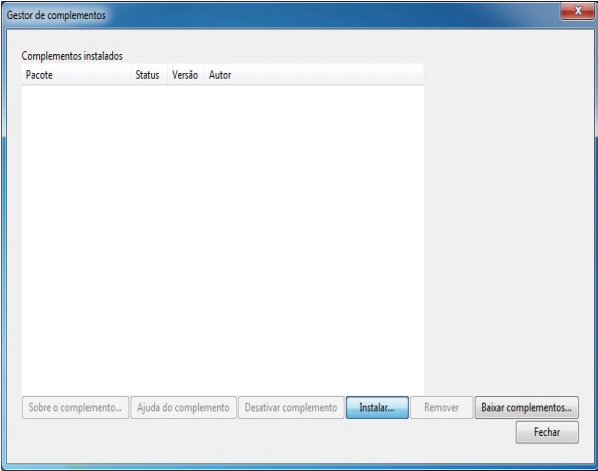 Gestor de complementos
Complementos instalados
Pacote Status Versão Autor
Sobre o complemento... Ajuda do complemento Desativar complemento Instalar... Remover Baixar complementos...
Fechar